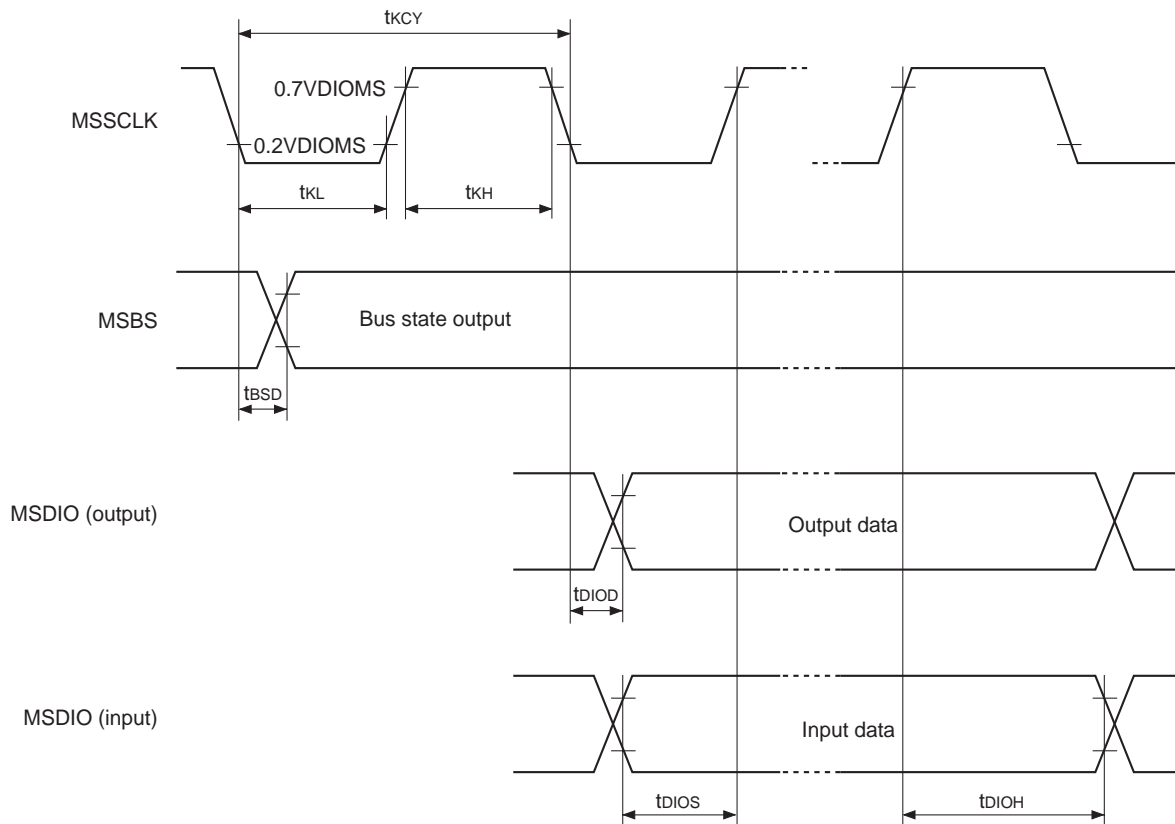 tKCY
MSSCLK
0.7VDIOMS
0.2VDIOMS
tKL
tKH
MSBS
Bus state output
tBSD
MSDIO (output)
Output data
tDIOD
MSDIO (input)
Input data
tDIOS
tDIOH